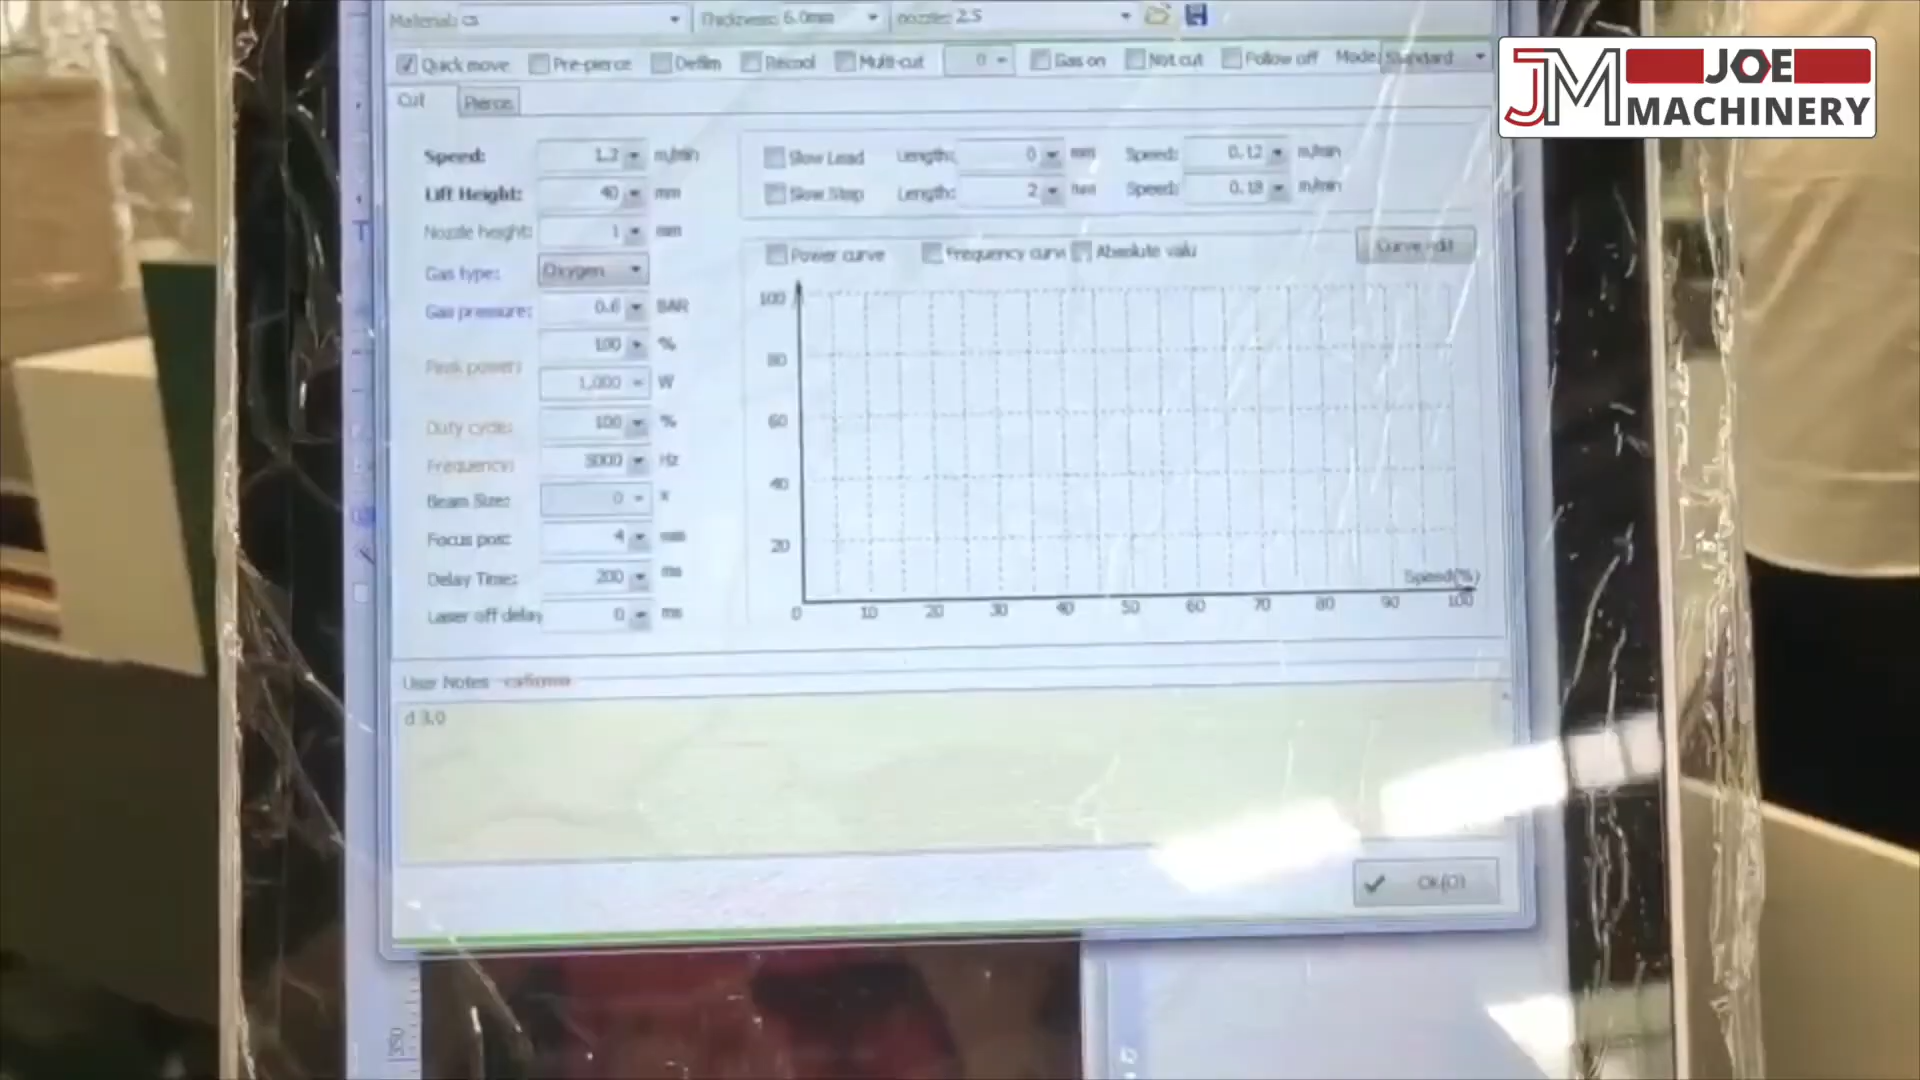 Material: cs Thickness: 6.0mm nozzle: 2.5
Quick move Pre-pierce Defilm Recool Multi-cut 0 Gas on Not cut Follow off Mode: Standard
JM JOE MACHINERY
Cut Pierce
Speed: 1.2 m/min Slow Lead Length: 0 mm Speed: 0.12 m/min
Lift Height: 40 mm Slow Stop Length: 2 mm Speed: 0.18 m/min
Nozzle height: 1 mm
Power curve Frequency curv Absolute valu Curve edit
Gas type: Oxygen
Gas pressure: 0.6 BAR
Peak power: 100 %
1,000 W
Duty cycle: 100 %
Frequency: 5000 Hz
Beam Size: 0 x
Focus pos: 4 mm
Delay Time: 200 ms
Laser off delay 0 ms
100
80
60
40
20
Speed(%)
0 10 20 30 40 50 60 70 80 90 100
User Notes
d 3.0
OK(O)
350